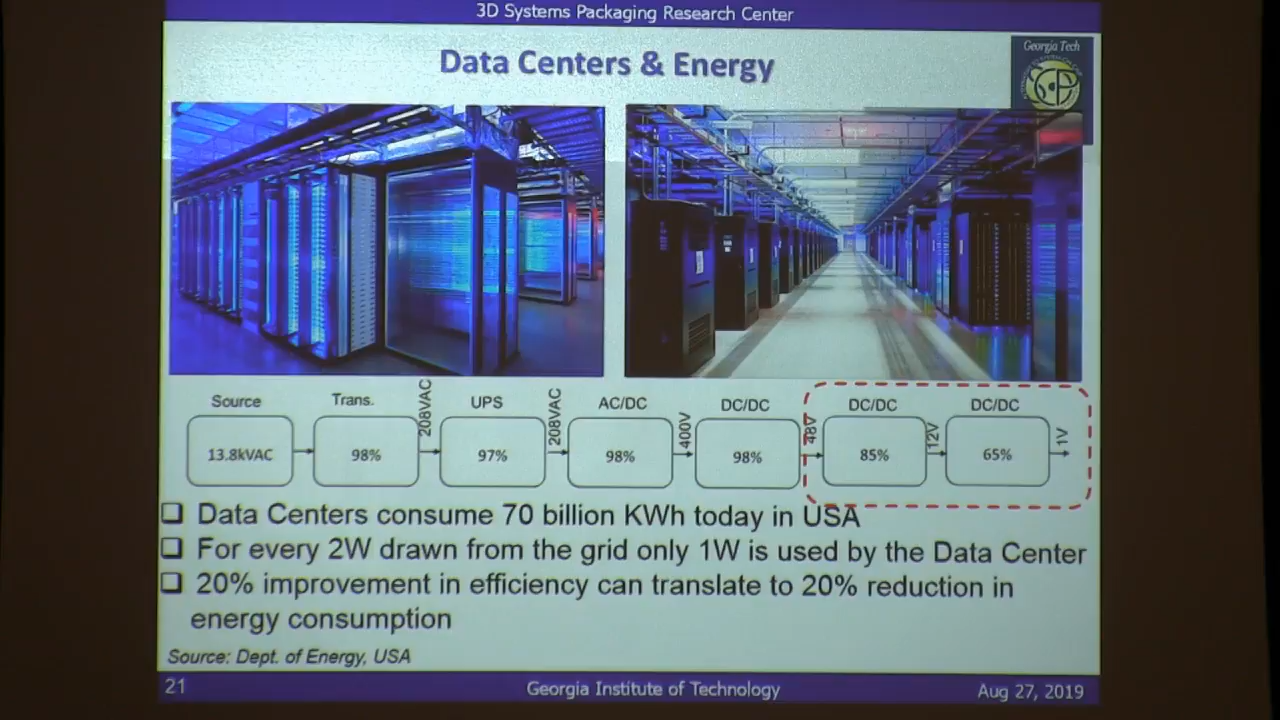 3D Systems Packaging Research Center
Data Centers & Energy
Georgia Tech
Source
Trans.
208VAC
UPS
208VAC
AC/DC
400V
DC/DC
48V
DC/DC
12V
DC/DC
1V
13.8kVAC
98%
97%
98%
98%
85%
65%
❑ Data Centers consume 70 billion KWh today in USA
❑ For every 2W drawn from the grid only 1W is used by the Data Center
❑ 20% improvement in efficiency can translate to 20% reduction in
energy consumption
Source: Dept. of Energy, USA
21
Georgia Institute of Technology
Aug 27, 2019